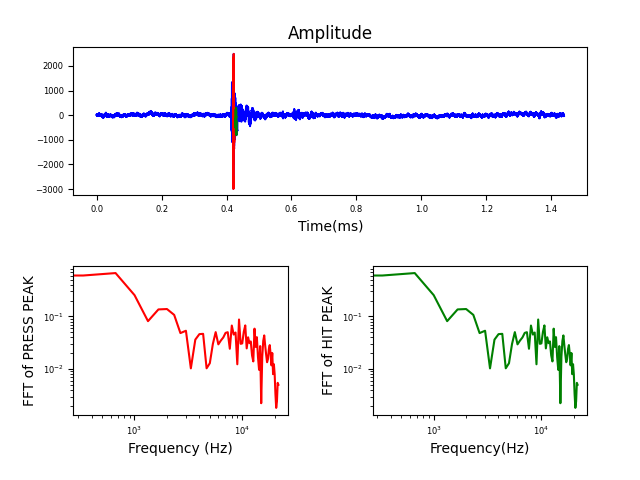 Amplitude
2000
1000
0
−1000
−2000
−3000
0.0 0.2 0.4 0.6 0.8 1.0 1.2 1.4
Time(ms)
FFT of PRESS PEAK
10⁻¹
10⁻²
10³ 10⁴
Frequency (Hz)
FFT of HIT PEAK
10⁻¹
10⁻²
10³ 10⁴
Frequency(Hz)